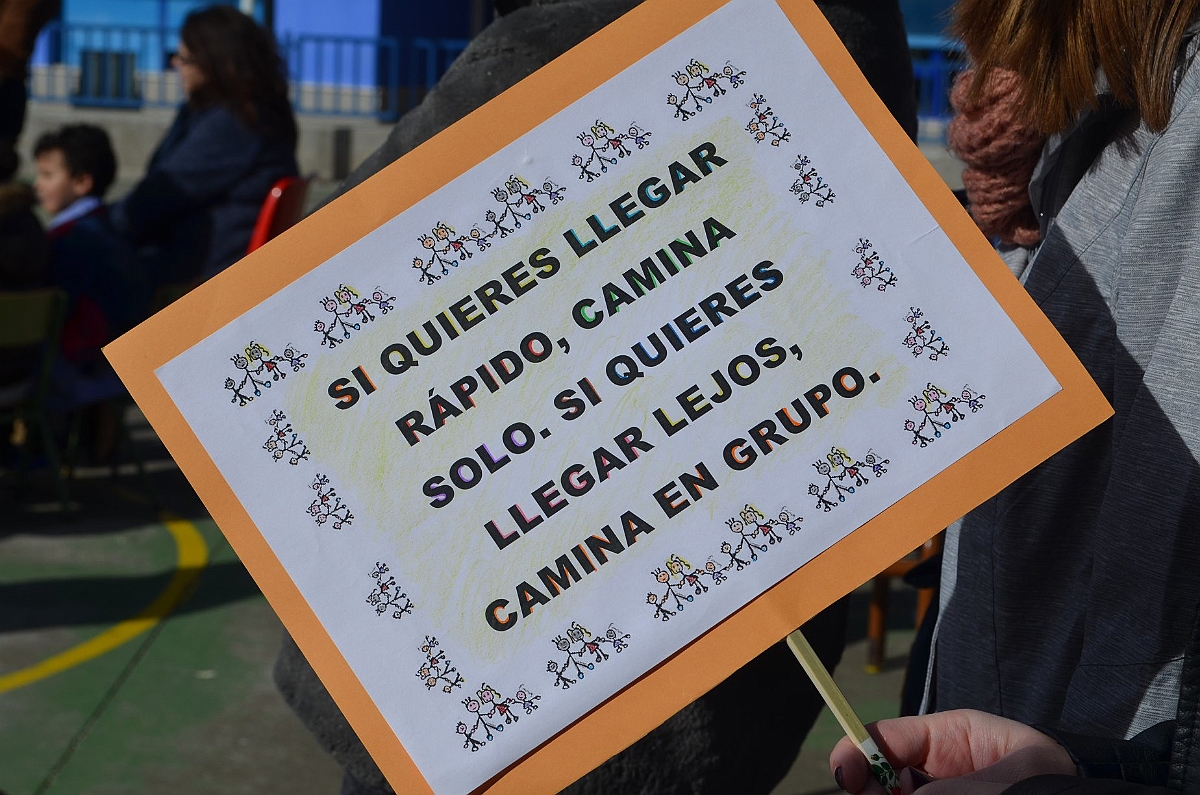 SI QUIERES LLEGAR
RÁPIDO, CAMINA
SOLO. SI QUIERES
LLEGAR LEJOS,
CAMINA EN GRUPO.